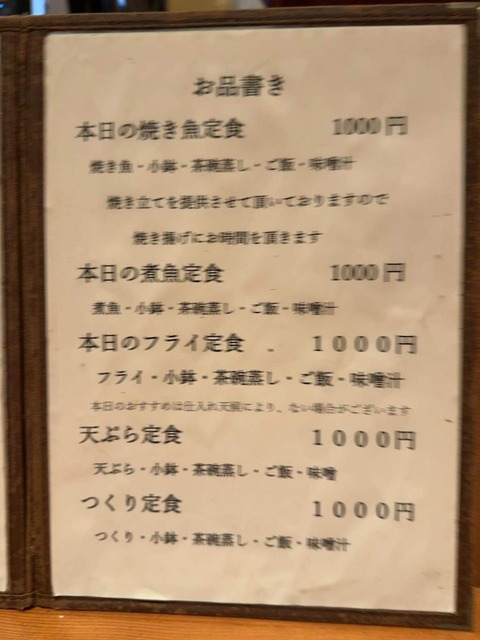 お品書き
本日の焼き魚定食 1000円
焼き魚・小鉢・茶碗蒸し・ご飯・味噌汁
焼き立てを提供させて頂いておりますので
焼き揚げにお時間を頂きます
本日の煮魚定食 1000円
煮魚・小鉢・茶碗蒸し・ご飯・味噌汁
本日のフライ定食 1000円
フライ・小鉢・茶碗蒸し・ご飯・味噌汁
本日のおすすめは仕入れ天候により、ない場合がございます
天ぷら定食 1000円
天ぷら・小鉢・茶碗蒸し・ご飯・味噌
つくり定食 1000円
つくり・小鉢・茶碗蒸し・ご飯・味噌汁